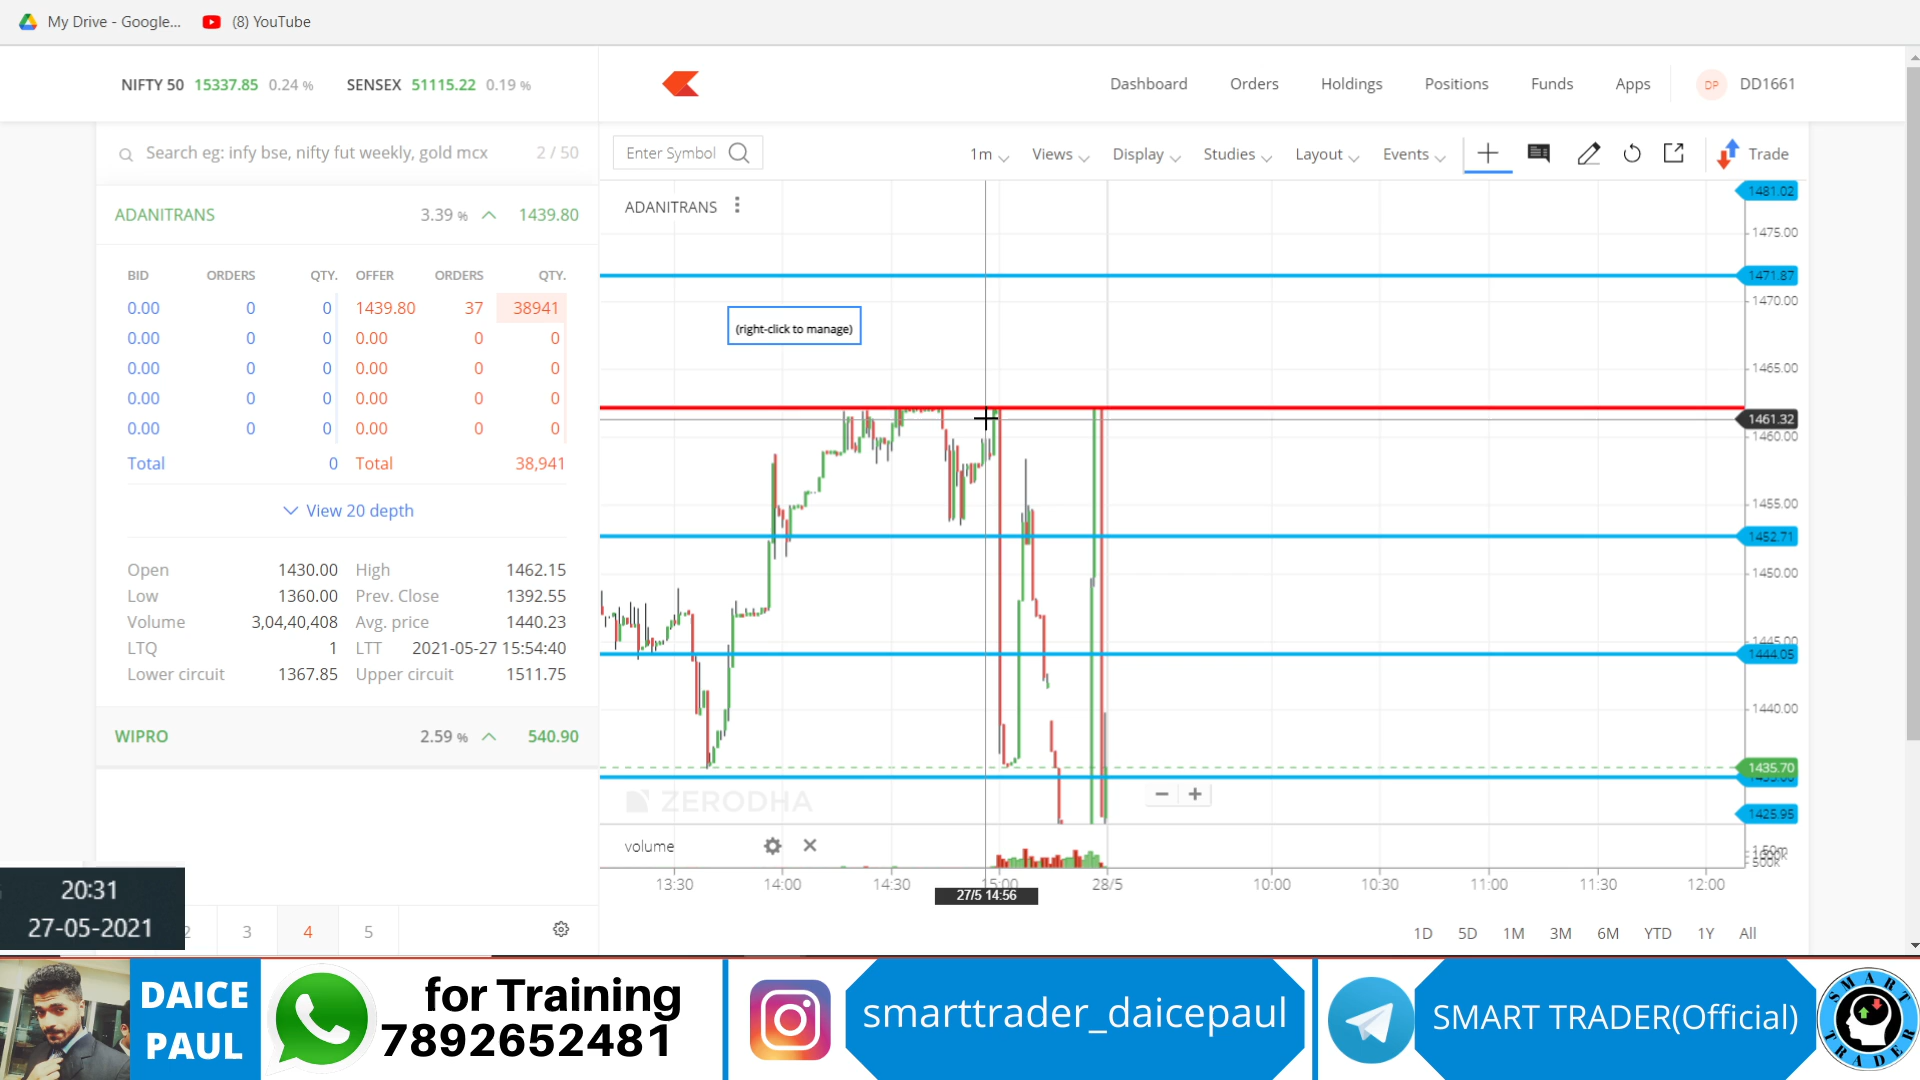 My Drive - Google...
(8) YouTube
NIFTY 50 15337.85 0.24 %
SENSEX 51115.22 0.19 %
Dashboard
Orders
Holdings
Positions
Funds
Apps
DP
DD1661
Search eg: infy bse, nifty fut weekly, gold mcx
2 / 50
Enter Symbol
1m
Views
Display
Studies
Layout
Events
Trade
ADANITRANS 3.39 % 1439.80
BID ORDERS QTY. OFFER ORDERS QTY.
0.00 0 0 1439.80 37 38941
0.00 0 0 0.00 0 0
0.00 0 0 0.00 0 0
0.00 0 0 0.00 0 0
0.00 0 0 0.00 0 0
Total 0 Total 38,941
View 20 depth
Open 1430.00 High 1462.15
Low 1360.00 Prev. Close 1392.55
Volume 3,04,40,408 Avg. price 1440.23
LTQ 1 LTT 2021-05-27 15:54:40
Lower circuit 1367.85 Upper circuit 1511.75
WIPRO 2.59 % 540.90
2 3 4 5
20:31
27-05-2021
ADANITRANS
(right-click to manage)
1481.02
1475.00
1471.87
1470.00
1465.00
1461.32
1460.00
1455.00
1452.71
1450.00
1445.00
1444.05
1440.00
1435.70
1425.95
ZERODHA
volume
500k
13:30 14:00 14:30 15:00 28/5 10:00 10:30 11:00 11:30 12:00
27/5 14:56
1D 5D 1M 3M 6M YTD 1Y All
DAICE
PAUL
for Training
7892652481
smarttrader_daicepaul
SMART TRADER(Official)
SMART
TRADER